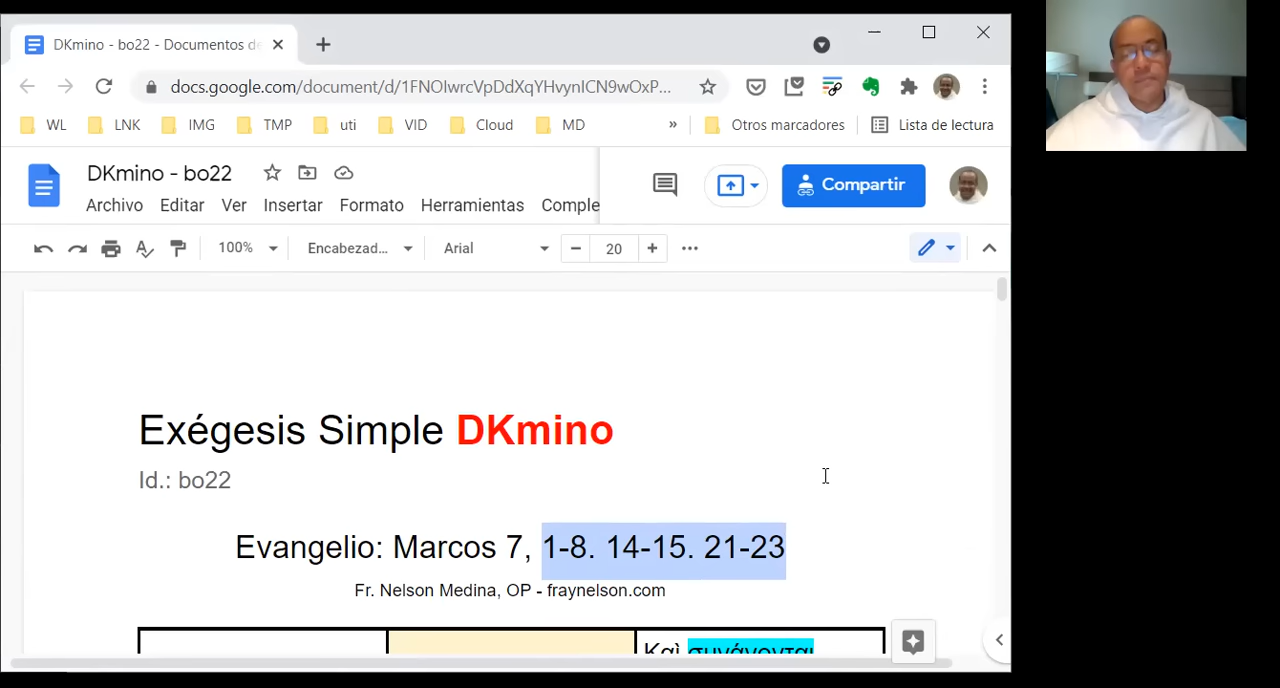 DKmino - bo22 - Documentos de
docs.google.com/document/d/1FNOlwrcVpDdXqYHvynICN9wOxP...
WL LNK IMG TMP uti VID Cloud MD » Otros marcadores Lista de lectura
DKmino - bo22
Archivo Editar Ver Insertar Formato Herramientas Comple
Compartir
100% Encabezad... Arial 20
Exégesis Simple DKmino
Id.: bo22
Evangelio: Marcos 7, 1-8. 14-15. 21-23
Fr. Nelson Medina, OP - fraynelson.com
Καὶ συνάγονται